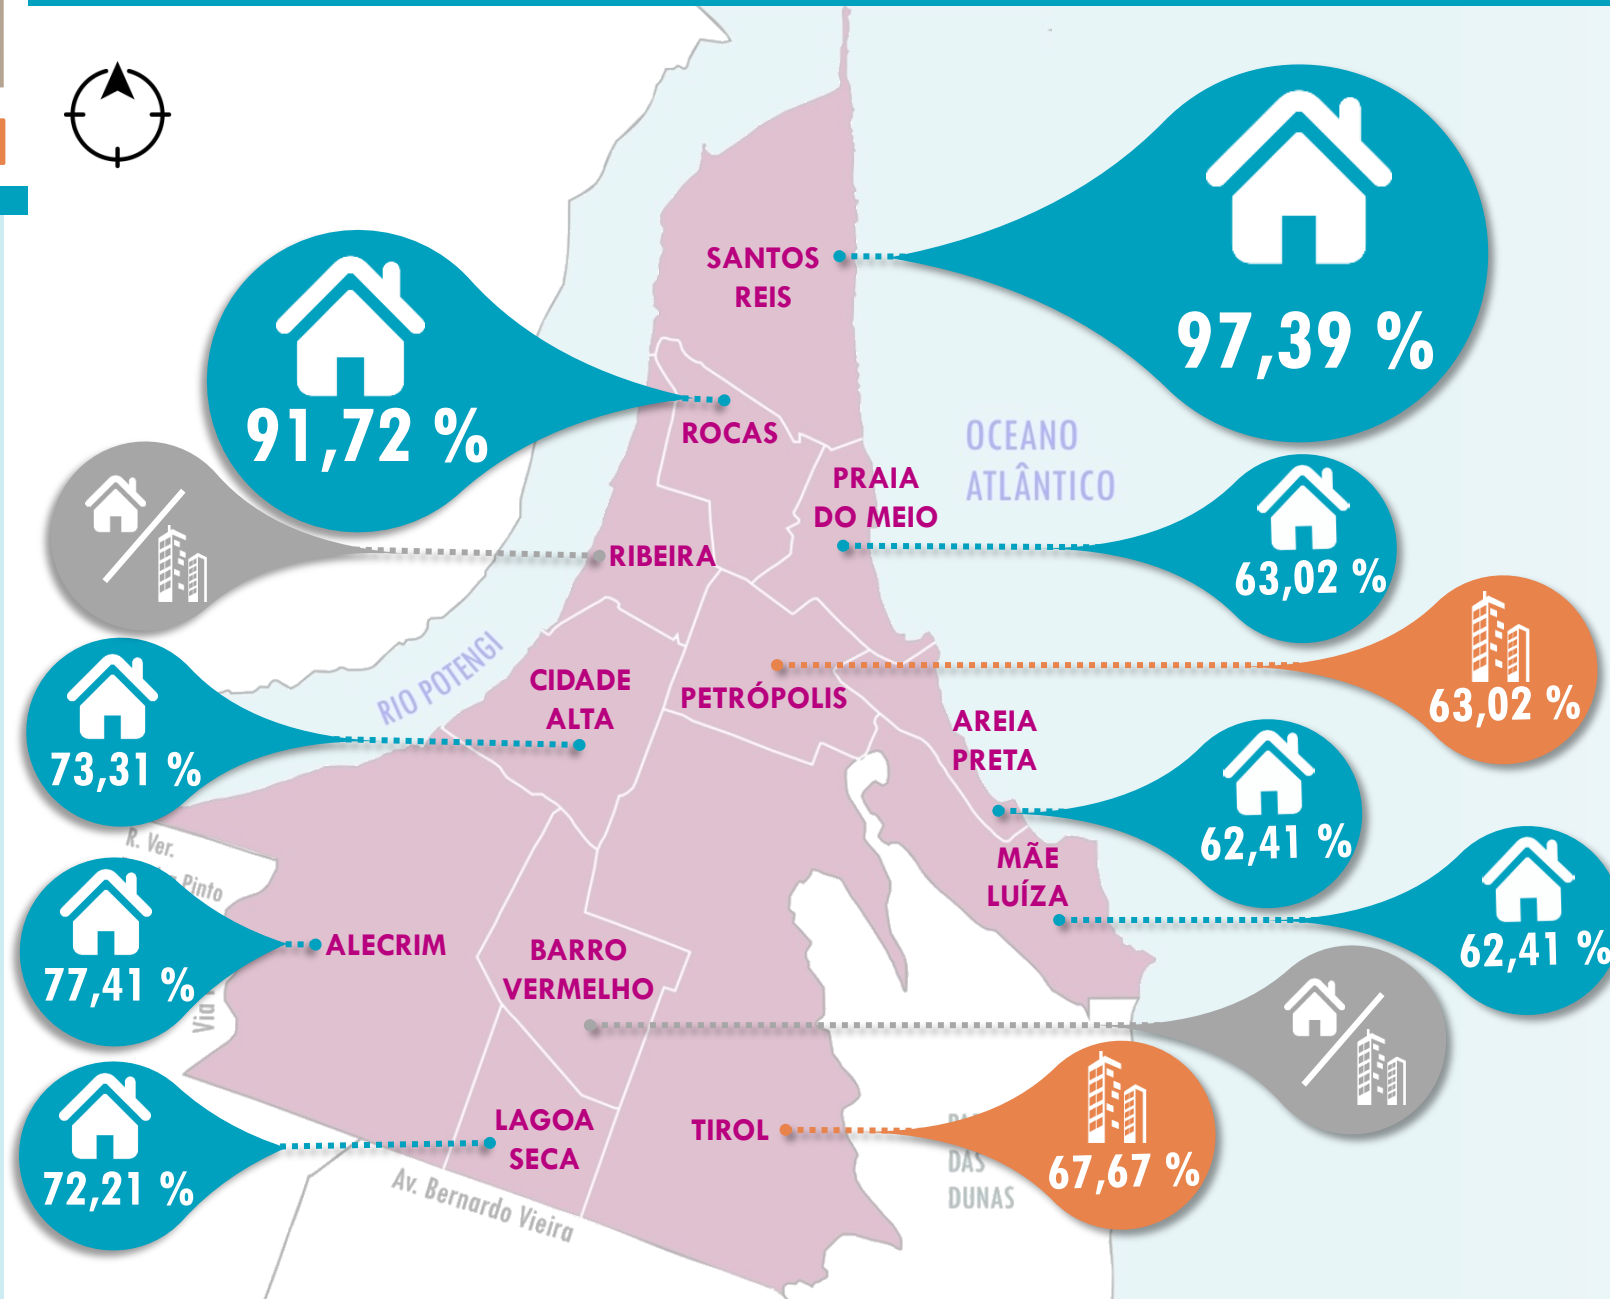 SANTOS
REIS
97,39 %
91,72 %
ROCAS
OCEANO
ATLÂNTICO
PRAIA
DO MEIO
RIBEIRA
63,02 %
RIO POTENGI
CIDADE
ALTA
PETRÓPOLIS
63,02 %
73,31 %
AREIA
PRETA
62,41 %
R. Ver.
Pinto
MÃE
LUÍZA
62,41 %
ALECRIM
77,41 %
Via
BARRO
VERMELHO
LAGOA
SECA
TIROL
72,21 %
DAS
DUNAS
67,67 %
Av. Bernardo Vieira